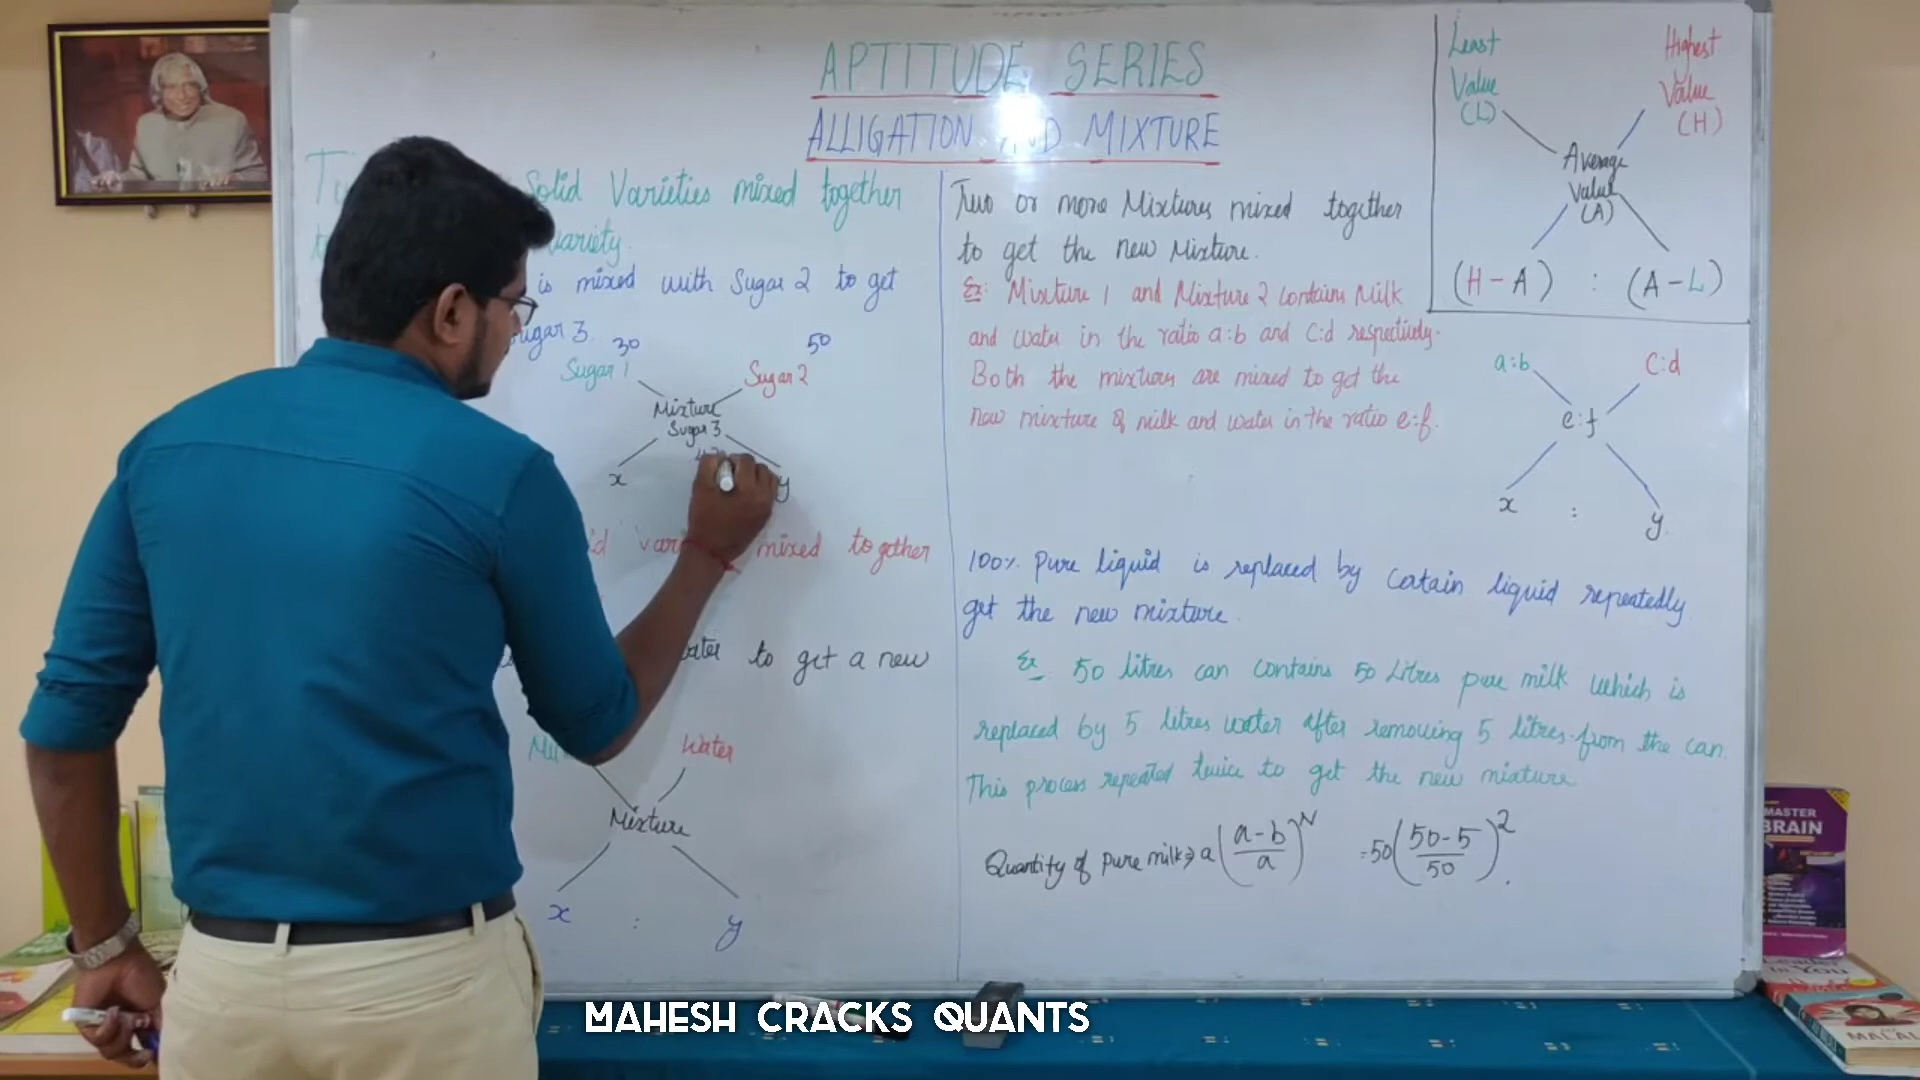 APTITUDE SERIES
ALLIGATION AND MIXTURE
Solid Varieties mixed together
variety.
is mixed with Sugar 2 to get
Sugar 3.
30
50
Sugar 1
Sugar 2
Mixture
Sugar 3
x
y
mixed together
water to get a new
Water
Mixture
x : y
Two or more Mixtures mixed together
to get the new Mixture.
Ex: Mixture 1 and Mixture 2 contains Milk
and water in the ratio a:b and C:d respectively.
Both the mixtures are mixed to get the
new mixture of milk and water in the ratio e:f.
100% pure liquid is replaced by certain liquid repeatedly
get the new mixture.
Ex. 50 litres can contains 50 Litres pure milk which is
replaced by 5 litres water after removing 5 litres from the can.
This process repeated twice to get the new mixture
Quantity of pure milk ⇒ a((a-b)/a)^N =50((50-5)/50)^2.
Least
Value
(L)
Highest
Value
(H)
Average
Value
(A)
(H-A) : (A-L)
a:b
C:d
e:f
x : y
MASTER
BRAIN
MAHESH CRACKS QUANTS